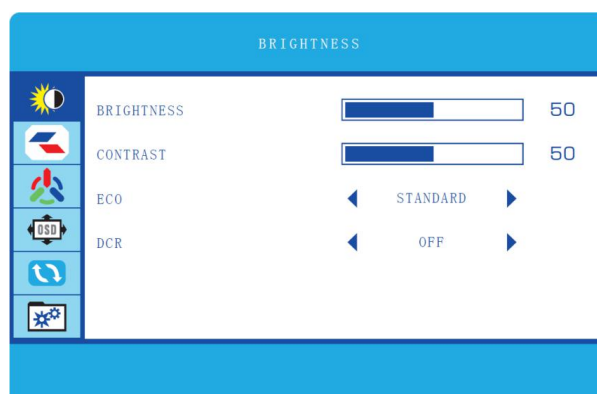 BRIGHTNESS
BRIGHTNESS 50
CONTRAST 50
ECO STANDARD
OSD
DCR OFF